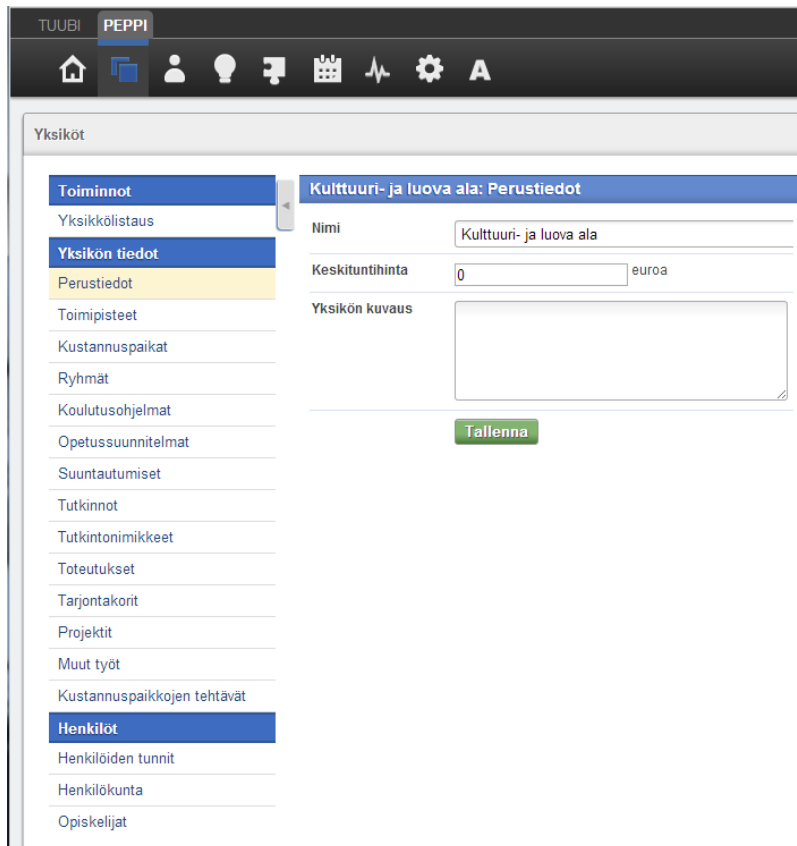 TUUBI PEPPI
A
Yksiköt
Toiminnot
Yksikkölistaus
Yksikön tiedot
Perustiedot
Toimipisteet
Kustannuspaikat
Ryhmät
Koulutusohjelmat
Opetussuunnitelmat
Suuntautumiset
Tutkinnot
Tutkintonimikkeet
Toteutukset
Tarjontakorit
Projektit
Muut työt
Kustannuspaikkojen tehtävät
Henkilöt
Henkilöiden tunnit
Henkilökunta
Opiskelijat
Kulttuuri- ja luova ala: Perustiedot
Nimi Kulttuuri- ja luova ala
Keskituntihinta 0 euroa
Yksikön kuvaus
Tallenna